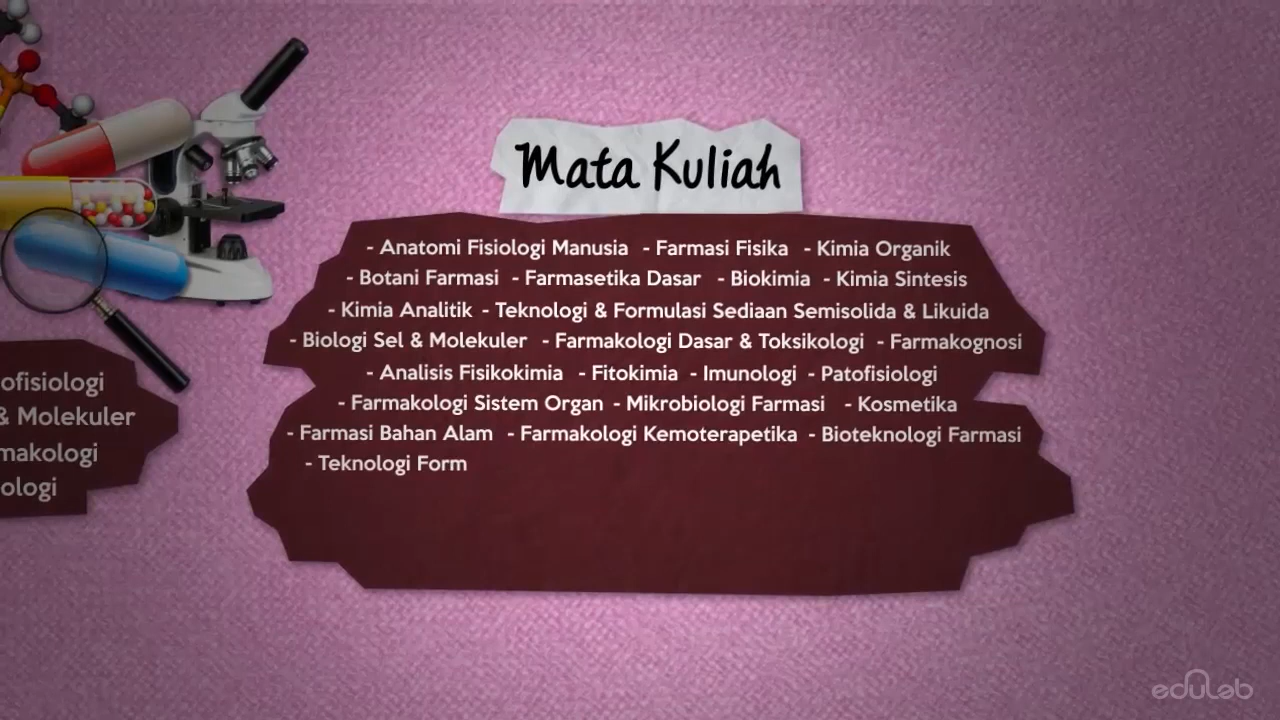 Mata Kuliah
- Anatomi Fisiologi Manusia - Farmasi Fisika - Kimia Organik
- Botani Farmasi - Farmasetika Dasar - Biokimia - Kimia Sintesis
- Kimia Analitik - Teknologi & Formulasi Sediaan Semisolida & Likuida
- Biologi Sel & Molekuler - Farmakologi Dasar & Toksikologi - Farmakognosi
- Analisis Fisikokimia - Fitokimia - Imunologi - Patofisiologi
- Farmakologi Sistem Organ - Mikrobiologi Farmasi - Kosmetika
- Farmasi Bahan Alam - Farmakologi Kemoterapetika - Bioteknologi Farmasi
- Teknologi Form
ofisiologi
& Molekuler
makologi
ologi
edulab